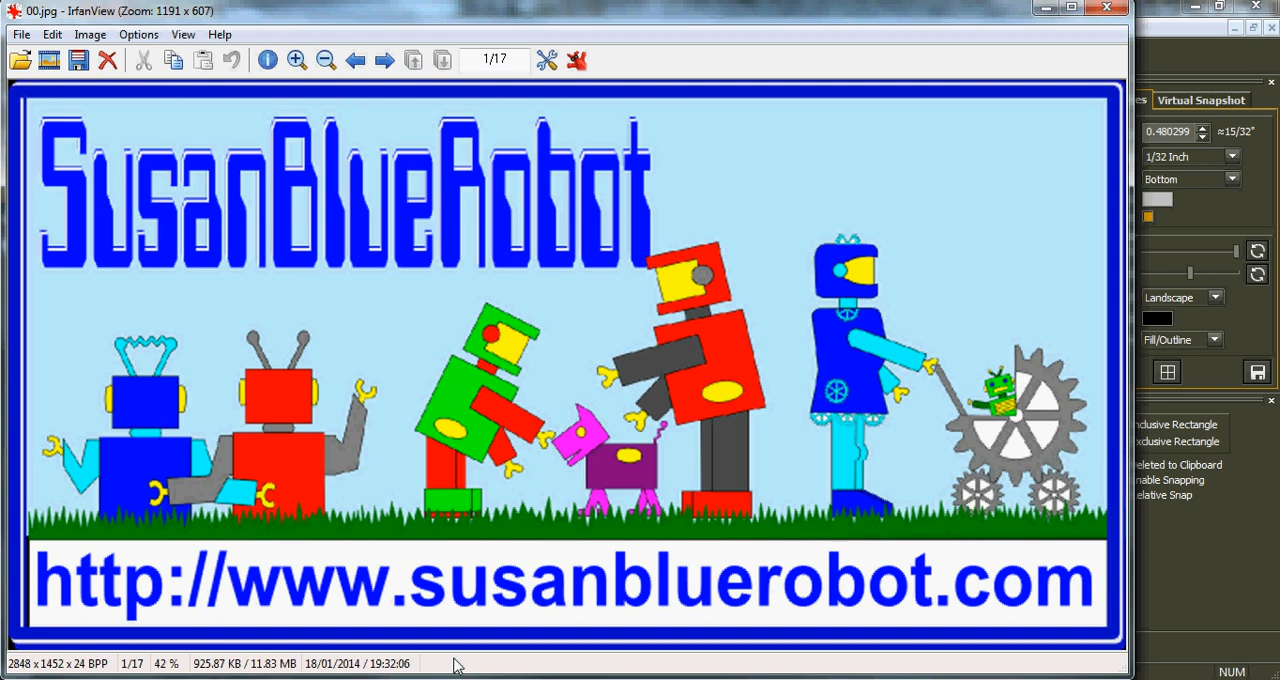 00.jpg - IrfanView (Zoom: 1191 x 607)
File Edit Image Options View Help
1/17
SusanBlueRobot
http://www.susanbluerobot.com
2848 x 1452 x 24 BPP 1/17 42 % 925.87 KB / 11.83 MB 18/01/2014 / 19:32:06
es Virtual Snapshot
0.480299 ≈15/32"
1/32 Inch
Bottom
Landscape
Fill/Outline
nclusive Rectangle
xclusive Rectangle
eleted to Clipboard
nable Snapping
elative Snap
NUM